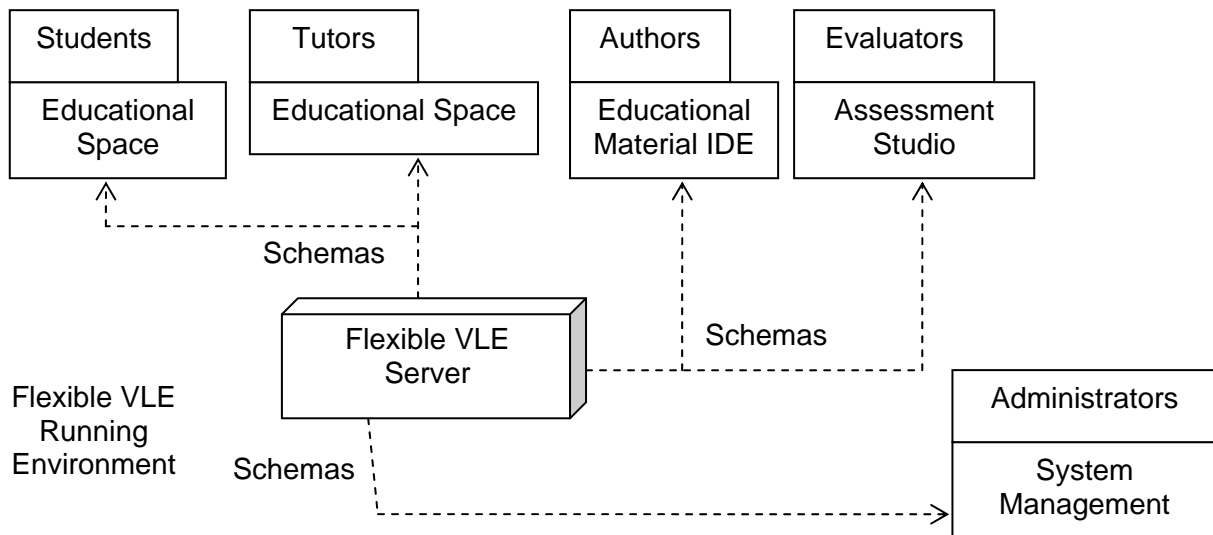 Students
Tutors
Authors
Evaluators
Educational
Space
Educational Space
Educational
Material IDE
Assessment
Studio
Schemas
Flexible VLE
Server
Schemas
Flexible VLE
Running
Environment
Schemas
Administrators
System
Management